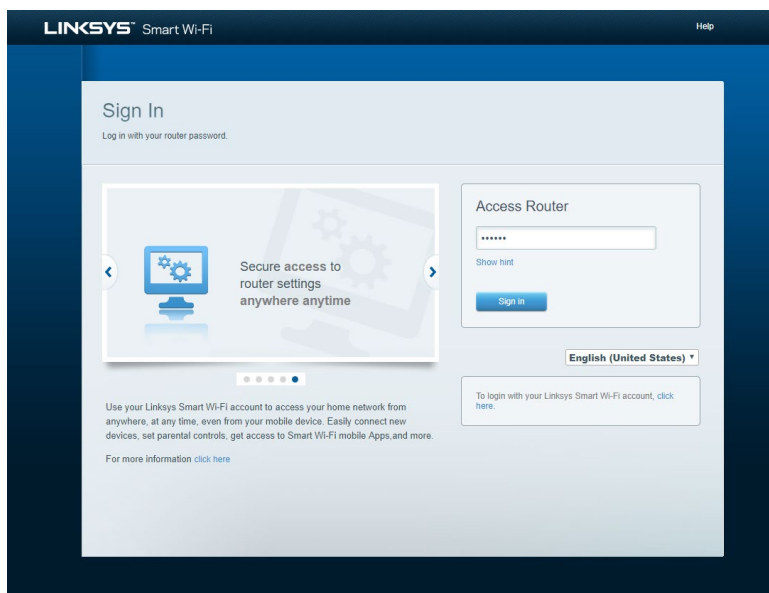 LINKSYS™ Smart Wi-Fi
Help
Sign In
Log in with your router password.
Secure access to
router settings
anywhere anytime
Access Router
••••••
Show hint
Sign in
English (United States)
Use your Linksys Smart Wi-Fi account to access your home network from
anywhere, at any time, even from your mobile device. Easily connect new
devices, set parental controls, get access to Smart Wi-Fi mobile Apps,and more.
For more information click here
To login with your Linksys Smart Wi-Fi account, click
here.